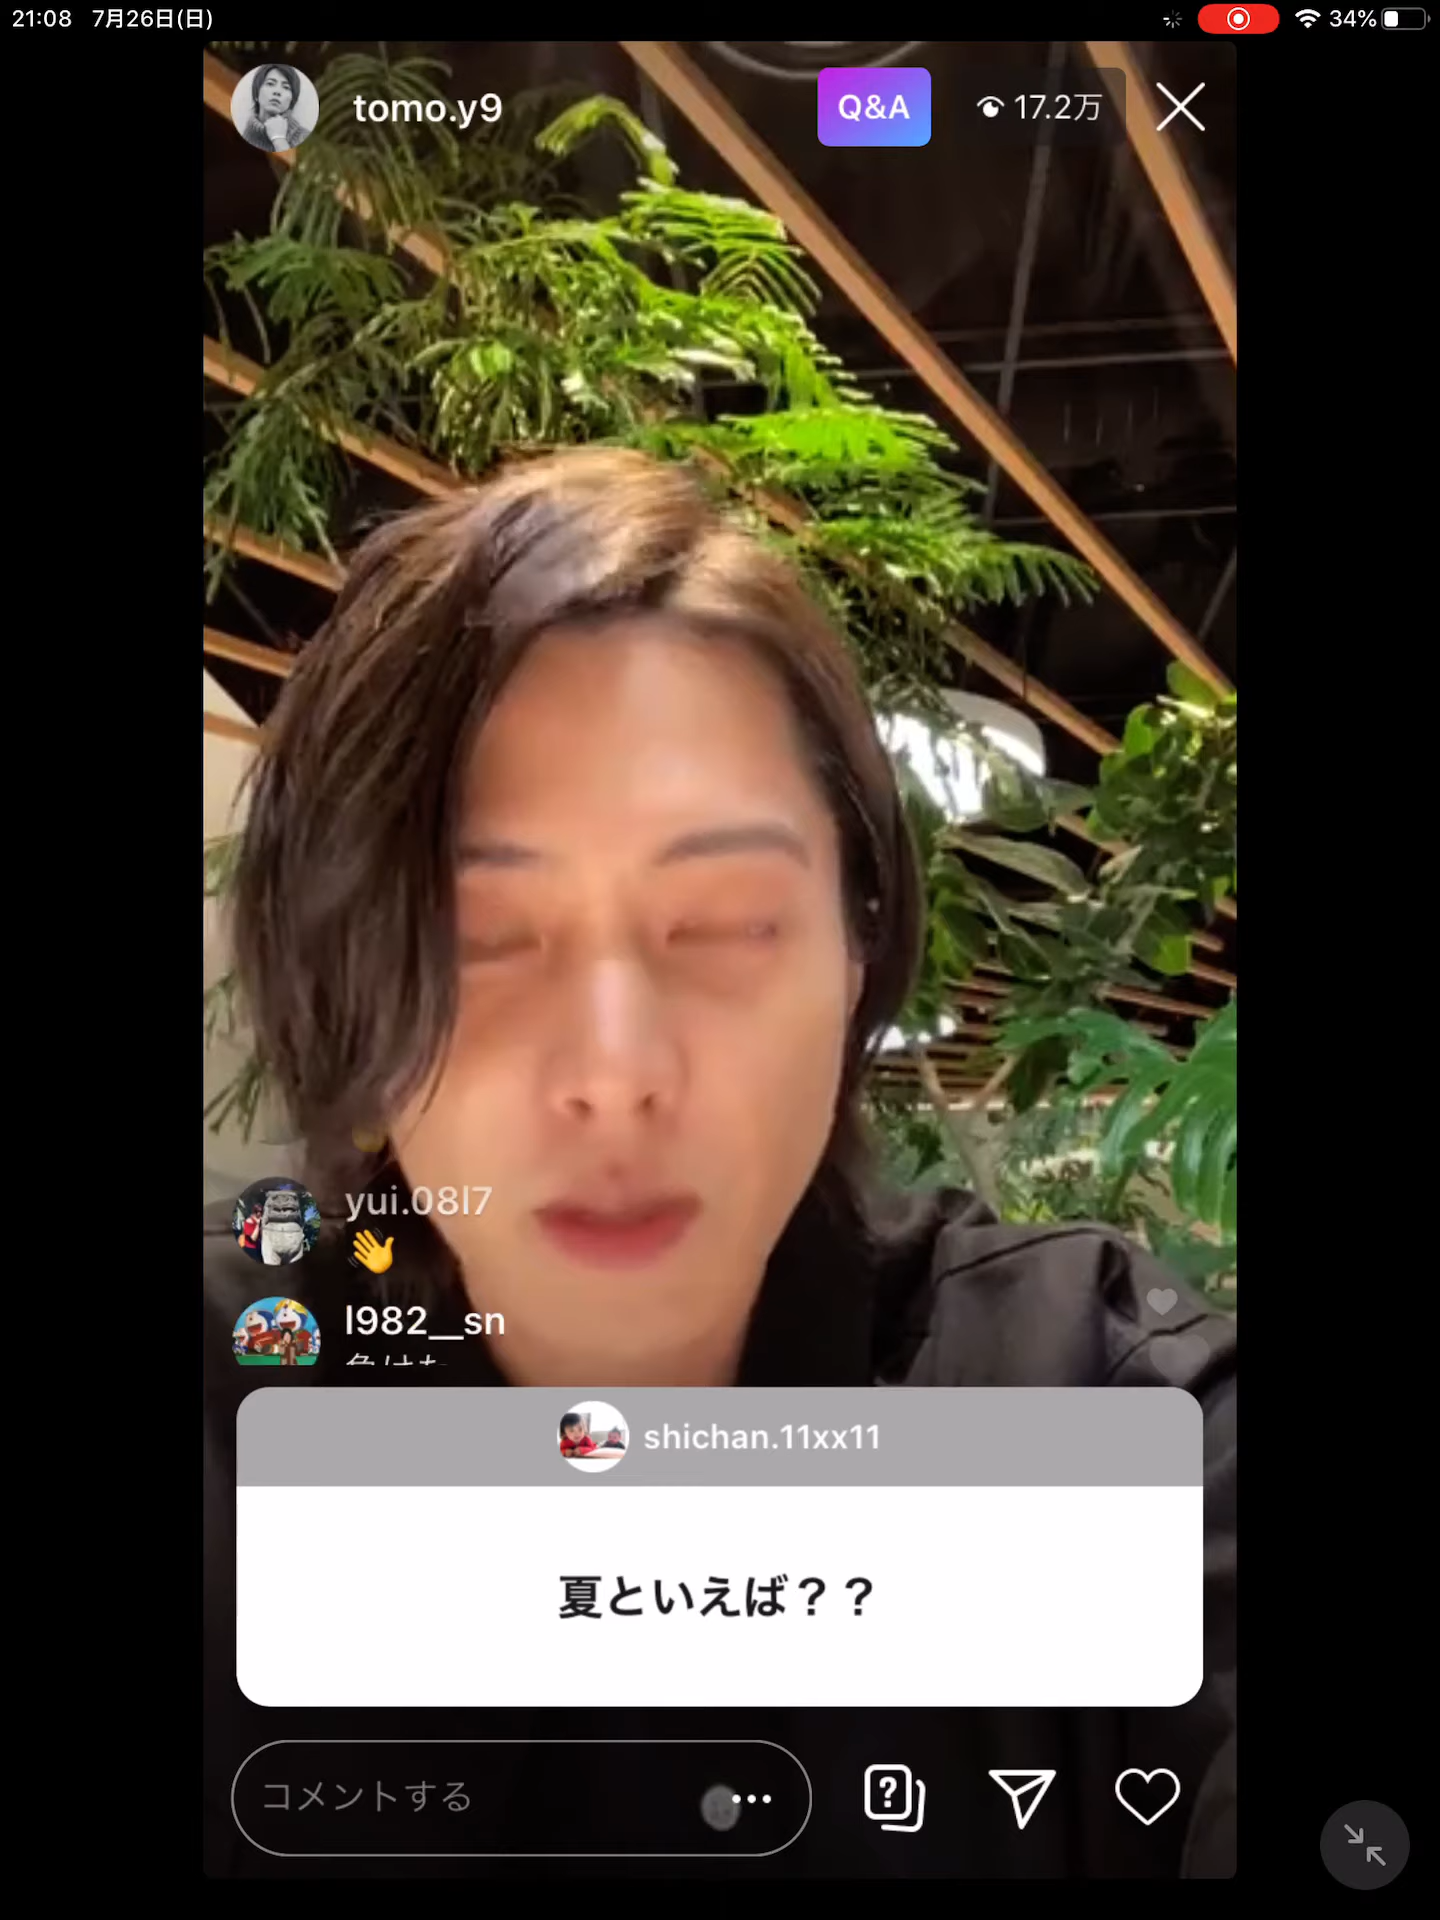 21:08 7月26日(日)
34%
tomo.y9
Q&A
17.2万
yui.08l7
👋
l982__sn
shichan.11xx11
夏といえば？？
コメントする